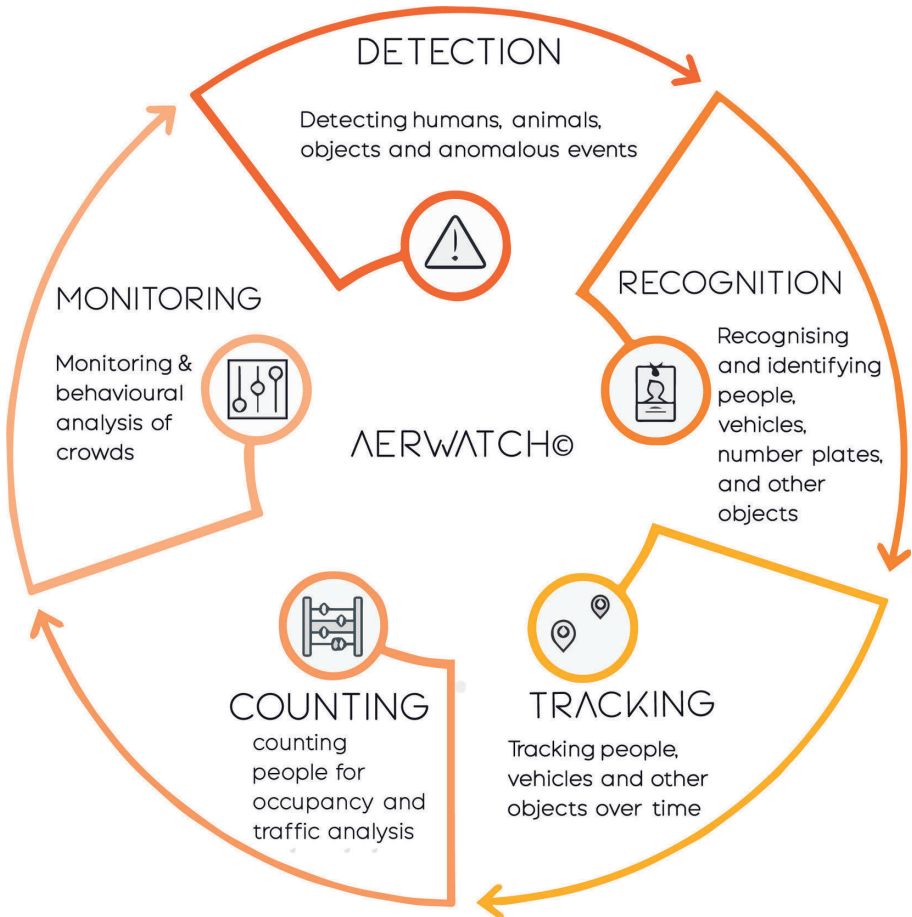 DETECTION
Detecting humans, animals,
objects and anomalous events
RECOGNITION
Recognising
and identifying
people,
vehicles,
number plates,
and other
objects
TRACKING
Tracking people,
vehicles and other
objects over time
COUNTING
counting
people for
occupancy and
traffic analysis
MONITORING
Monitoring &
behavioural
analysis of
crowds
AERWATCH©